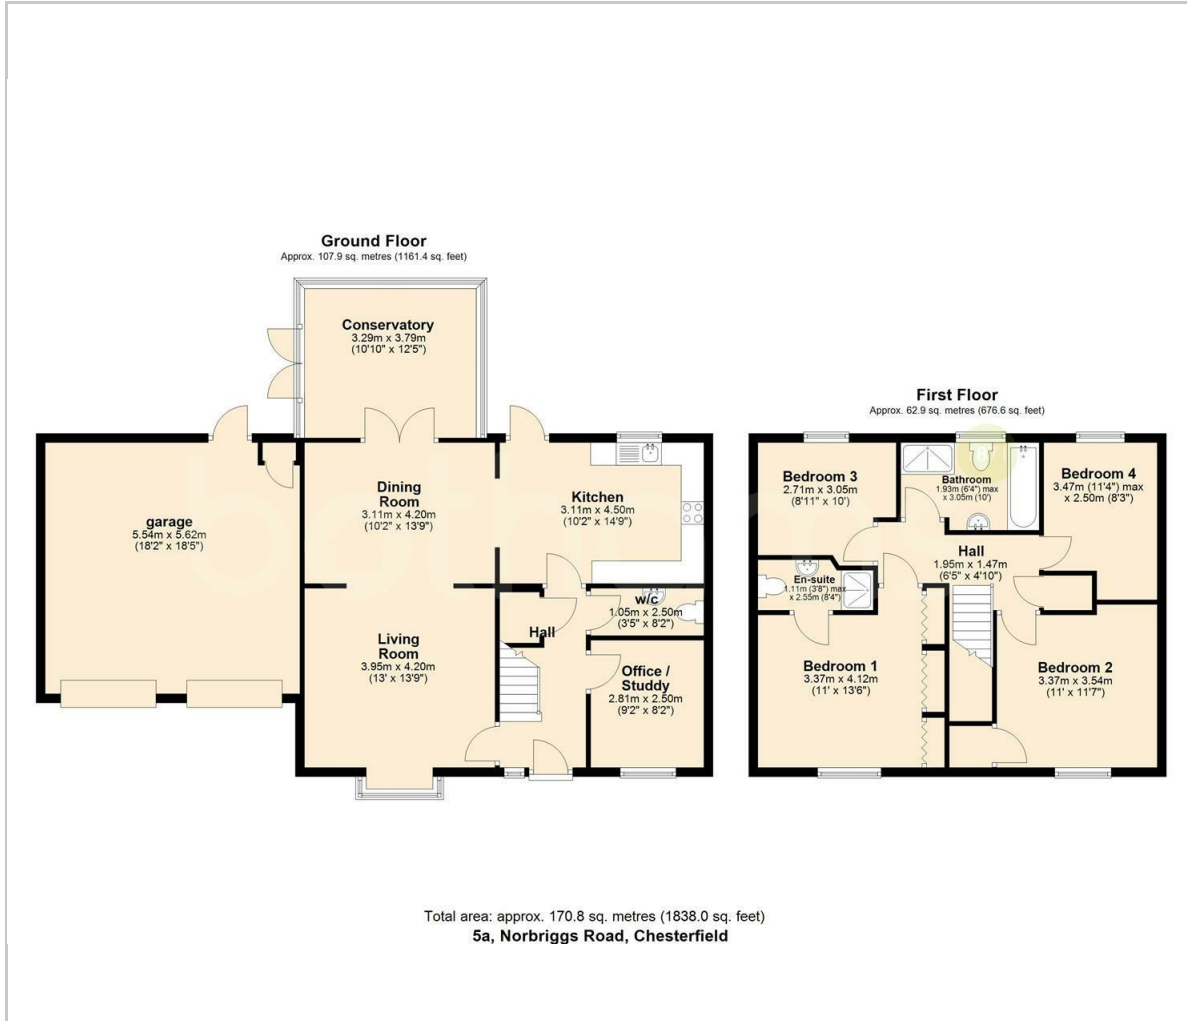 Ground Floor
Approx. 107.9 sq. metres (1161.4 sq. feet)
Conservatory
3.29m x 3.79m
(10'10" x 12'5")
Dining
Room
3.11m x 4.20m
(10'2" x 13'9")
Kitchen
3.11m x 4.50m
(10'2" x 14'9")
garage
5.54m x 5.62m
(18'2" x 18'5")
Living
Room
3.95m x 4.20m
(13' x 13'9")
Hall
w/c
1.05m x 2.50m
(3'5" x 8'2")
Office /
Studdy
2.81m x 2.50m
(9'2" x 8'2")
First Floor
Approx. 62.9 sq. metres (676.6 sq. feet)
Bedroom 3
2.71m x 3.05m
(8'11" x 10')
Bathroom
1.93m (6'4") max
x 3.05m (10')
Bedroom 4
3.47m (11'4") max
x 2.50m (8'3")
Hall
1.95m x 1.47m
(6'5" x 4'10")
En-suite
1.11m (3'8") max
x 2.55m (8'4")
Bedroom 1
3.37m x 4.12m
(11' x 13'6")
Bedroom 2
3.37m x 3.54m
(11' x 11'7")
Total area: approx. 170.8 sq. metres (1838.0 sq. feet)
5a, Norbriggs Road, Chesterfield